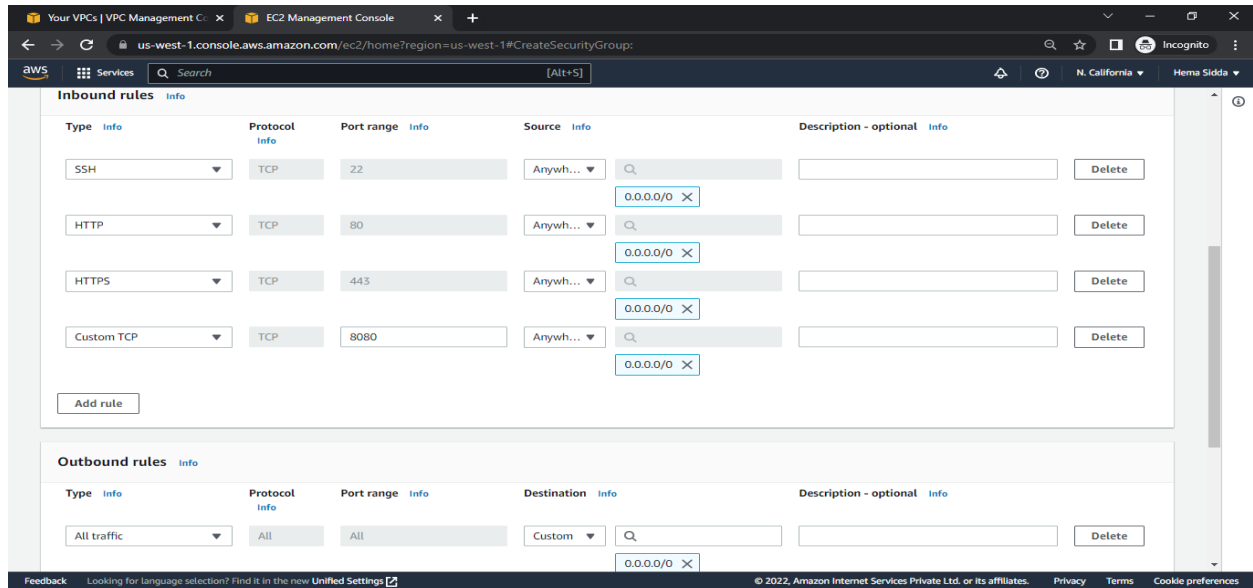 Your VPCs | VPC Management Co
EC2 Management Console
us-west-1.console.aws.amazon.com/ec2/home?region=us-west-1#CreateSecurityGroup:
Incognito
aws Services Search [Alt+S] N. California Hema Sidda
Inbound rules Info
Type Info Protocol Info Port range Info Source Info Description - optional Info
SSH TCP 22 Anywh... Delete
0.0.0.0/0
HTTP TCP 80 Anywh... Delete
0.0.0.0/0
HTTPS TCP 443 Anywh... Delete
0.0.0.0/0
Custom TCP TCP 8080 Anywh... Delete
0.0.0.0/0
Add rule
Outbound rules Info
Type Info Protocol Info Port range Info Destination Info Description - optional Info
All traffic All All Custom Delete
0.0.0.0/0
Feedback Looking for language selection? Find it in the new Unified Settings © 2022, Amazon Internet Services Private Ltd. or its affiliates. Privacy Terms Cookie preferences